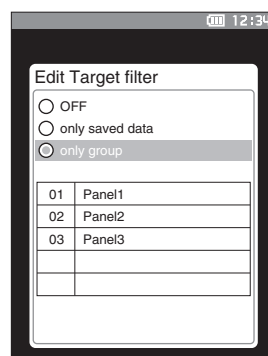 12:34
Edit Target filter
OFF
only saved data
only group
01 Panel1
02 Panel2
03 Panel3